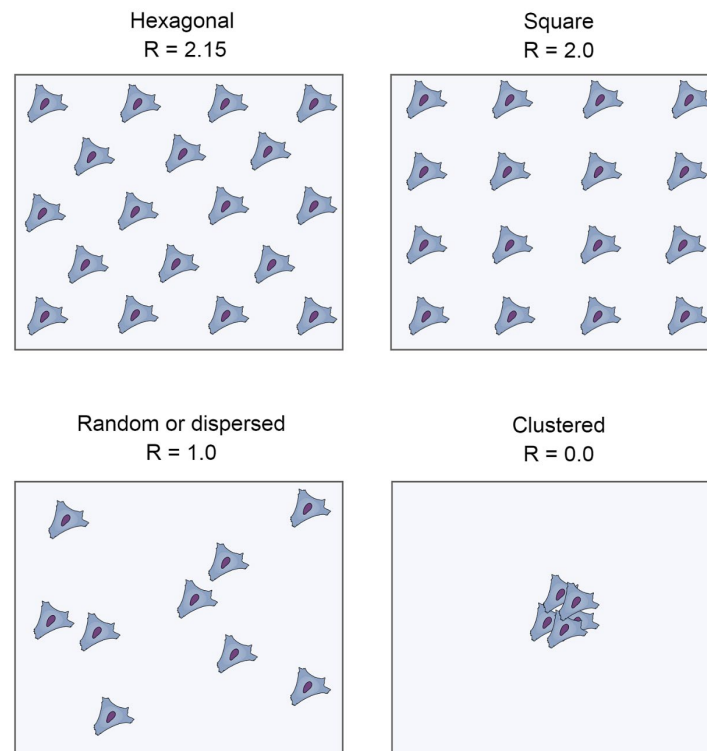 Hexagonal
R = 2.15
Square
R = 2.0
Random or dispersed
R = 1.0
Clustered
R = 0.0